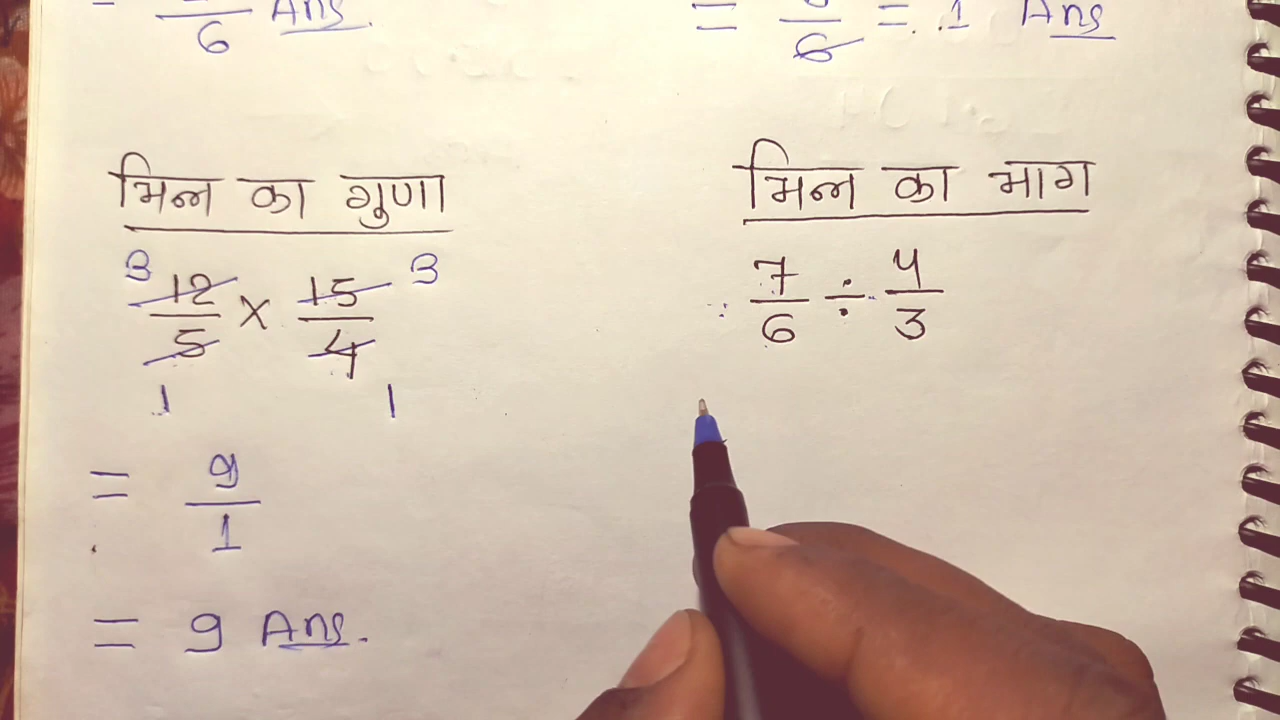 6 Ans.
= 6 = 1 Ans
भिन्न का गुणा
3 12/5 × 15/4 3
1 1
= 9/1
= 9 Ans.
भिन्न का भाग
7/6 ÷ 4/3